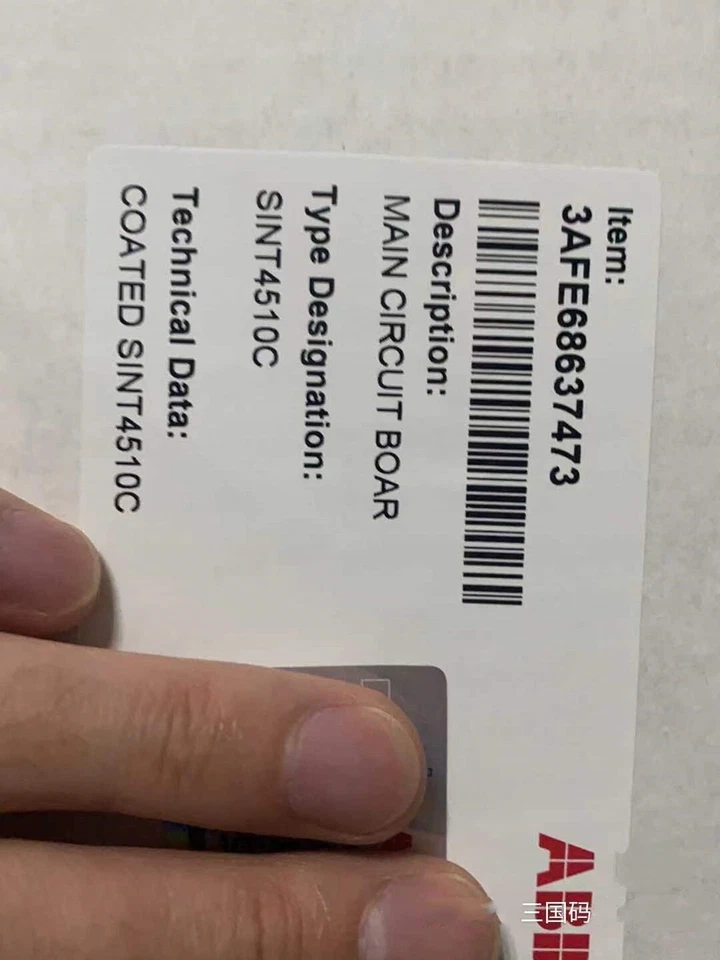 Item:
3AFE68637473
Description:
MAIN CIRCUIT BOAR
Type Designation:
SINT4510C
Technical Data:
COATED SINT4510C
ABB
三国码